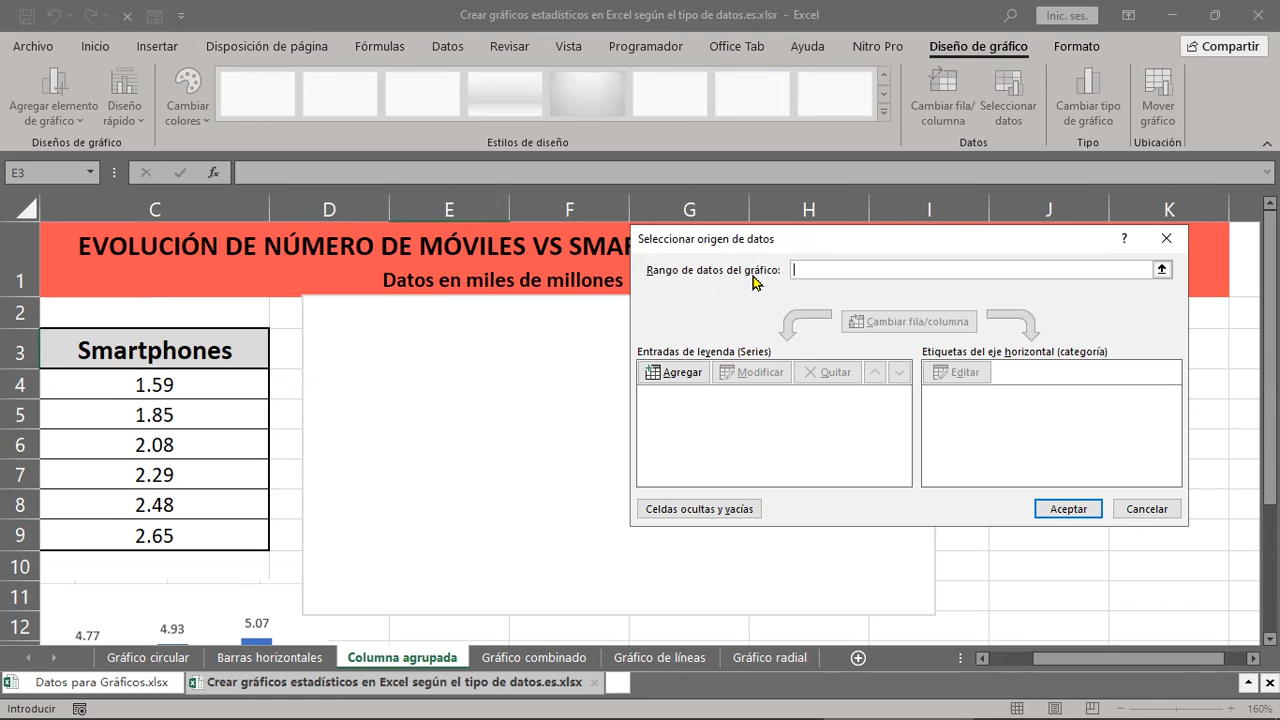 Crear gráficos estadísticos en Excel según el tipo de datos.es.xlsx - Excel
Inic. ses.
Archivo Inicio Insertar Disposición de página Fórmulas Datos Revisar Vista Programador Office Tab Ayuda Nitro Pro Diseño de gráfico Formato Compartir
Agregar elemento de gráfico
Diseño rápido
Cambiar colores
Cambiar fila/columna
Seleccionar datos
Cambiar tipo de gráfico
Mover gráfico
Diseños de gráfico Estilos de diseño Datos Tipo Ubicación
E3 fx
C D E F G H I J K
1 EVOLUCIÓN DE NÚMERO DE MÓVILES VS SMA
Datos en miles de millones
2
3 Smartphones
4 1.59
5 1.85
6 2.08
7 2.29
8 2.48
9 2.65
10
11
12
4.77 4.93 5.07
Seleccionar origen de datos ?
Rango de datos del gráfico:
Cambiar fila/columna
Entradas de leyenda (Series) Etiquetas del eje horizontal (categoría)
Agregar Modificar Quitar Editar
Celdas ocultas y vacías Aceptar Cancelar
Gráfico circular Barras horizontales Columna agrupada Gráfico combinado Gráfico de líneas Gráfico radial
Datos para Gráficos.xlsx Crear gráficos estadísticos en Excel según el tipo de datos.es.xlsx
Introducir 160%